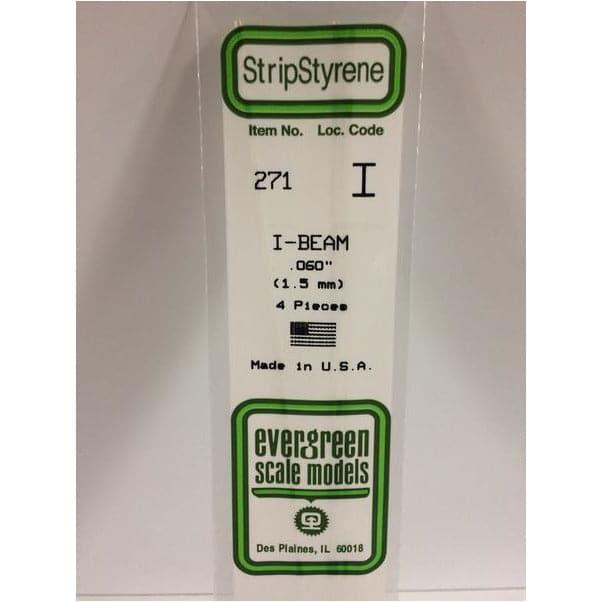 StripStyrene
Item No. Loc. Code
271 I
I-BEAM
.060"
(1.5 mm)
4 Pieces
Made in U.S.A.
evergreen
scale models
Des Plaines, IL 60018